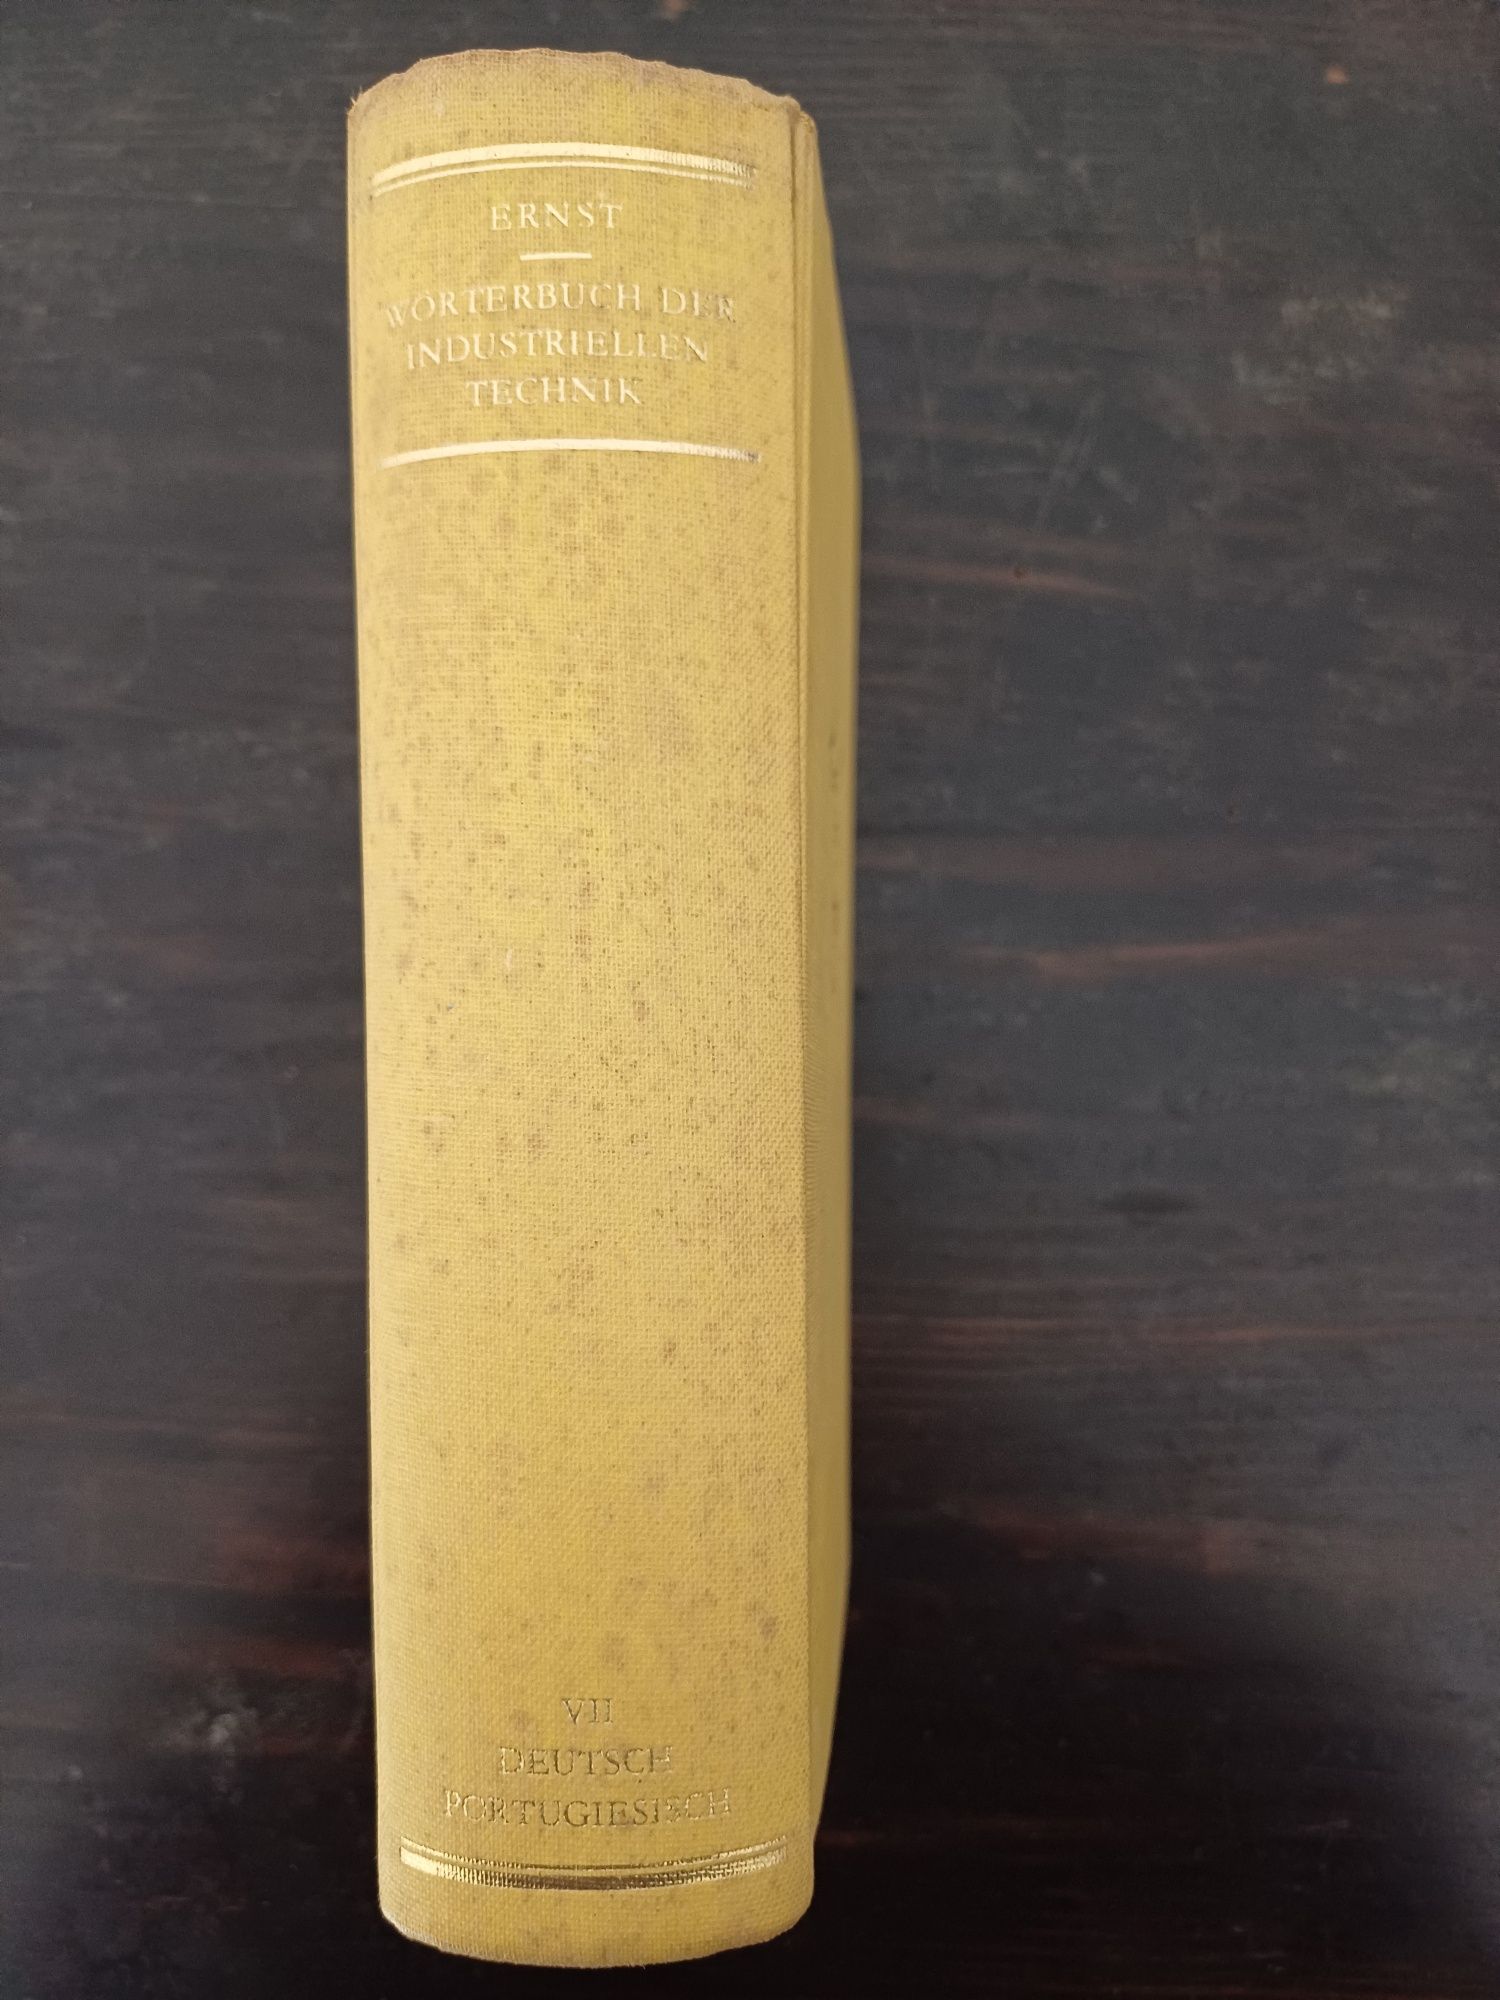 ERNST
WÖRTERBUCH DER
INDUSTRIELLEN
TECHNIK
VII
DEUTSCH
PORTUGIESISCH